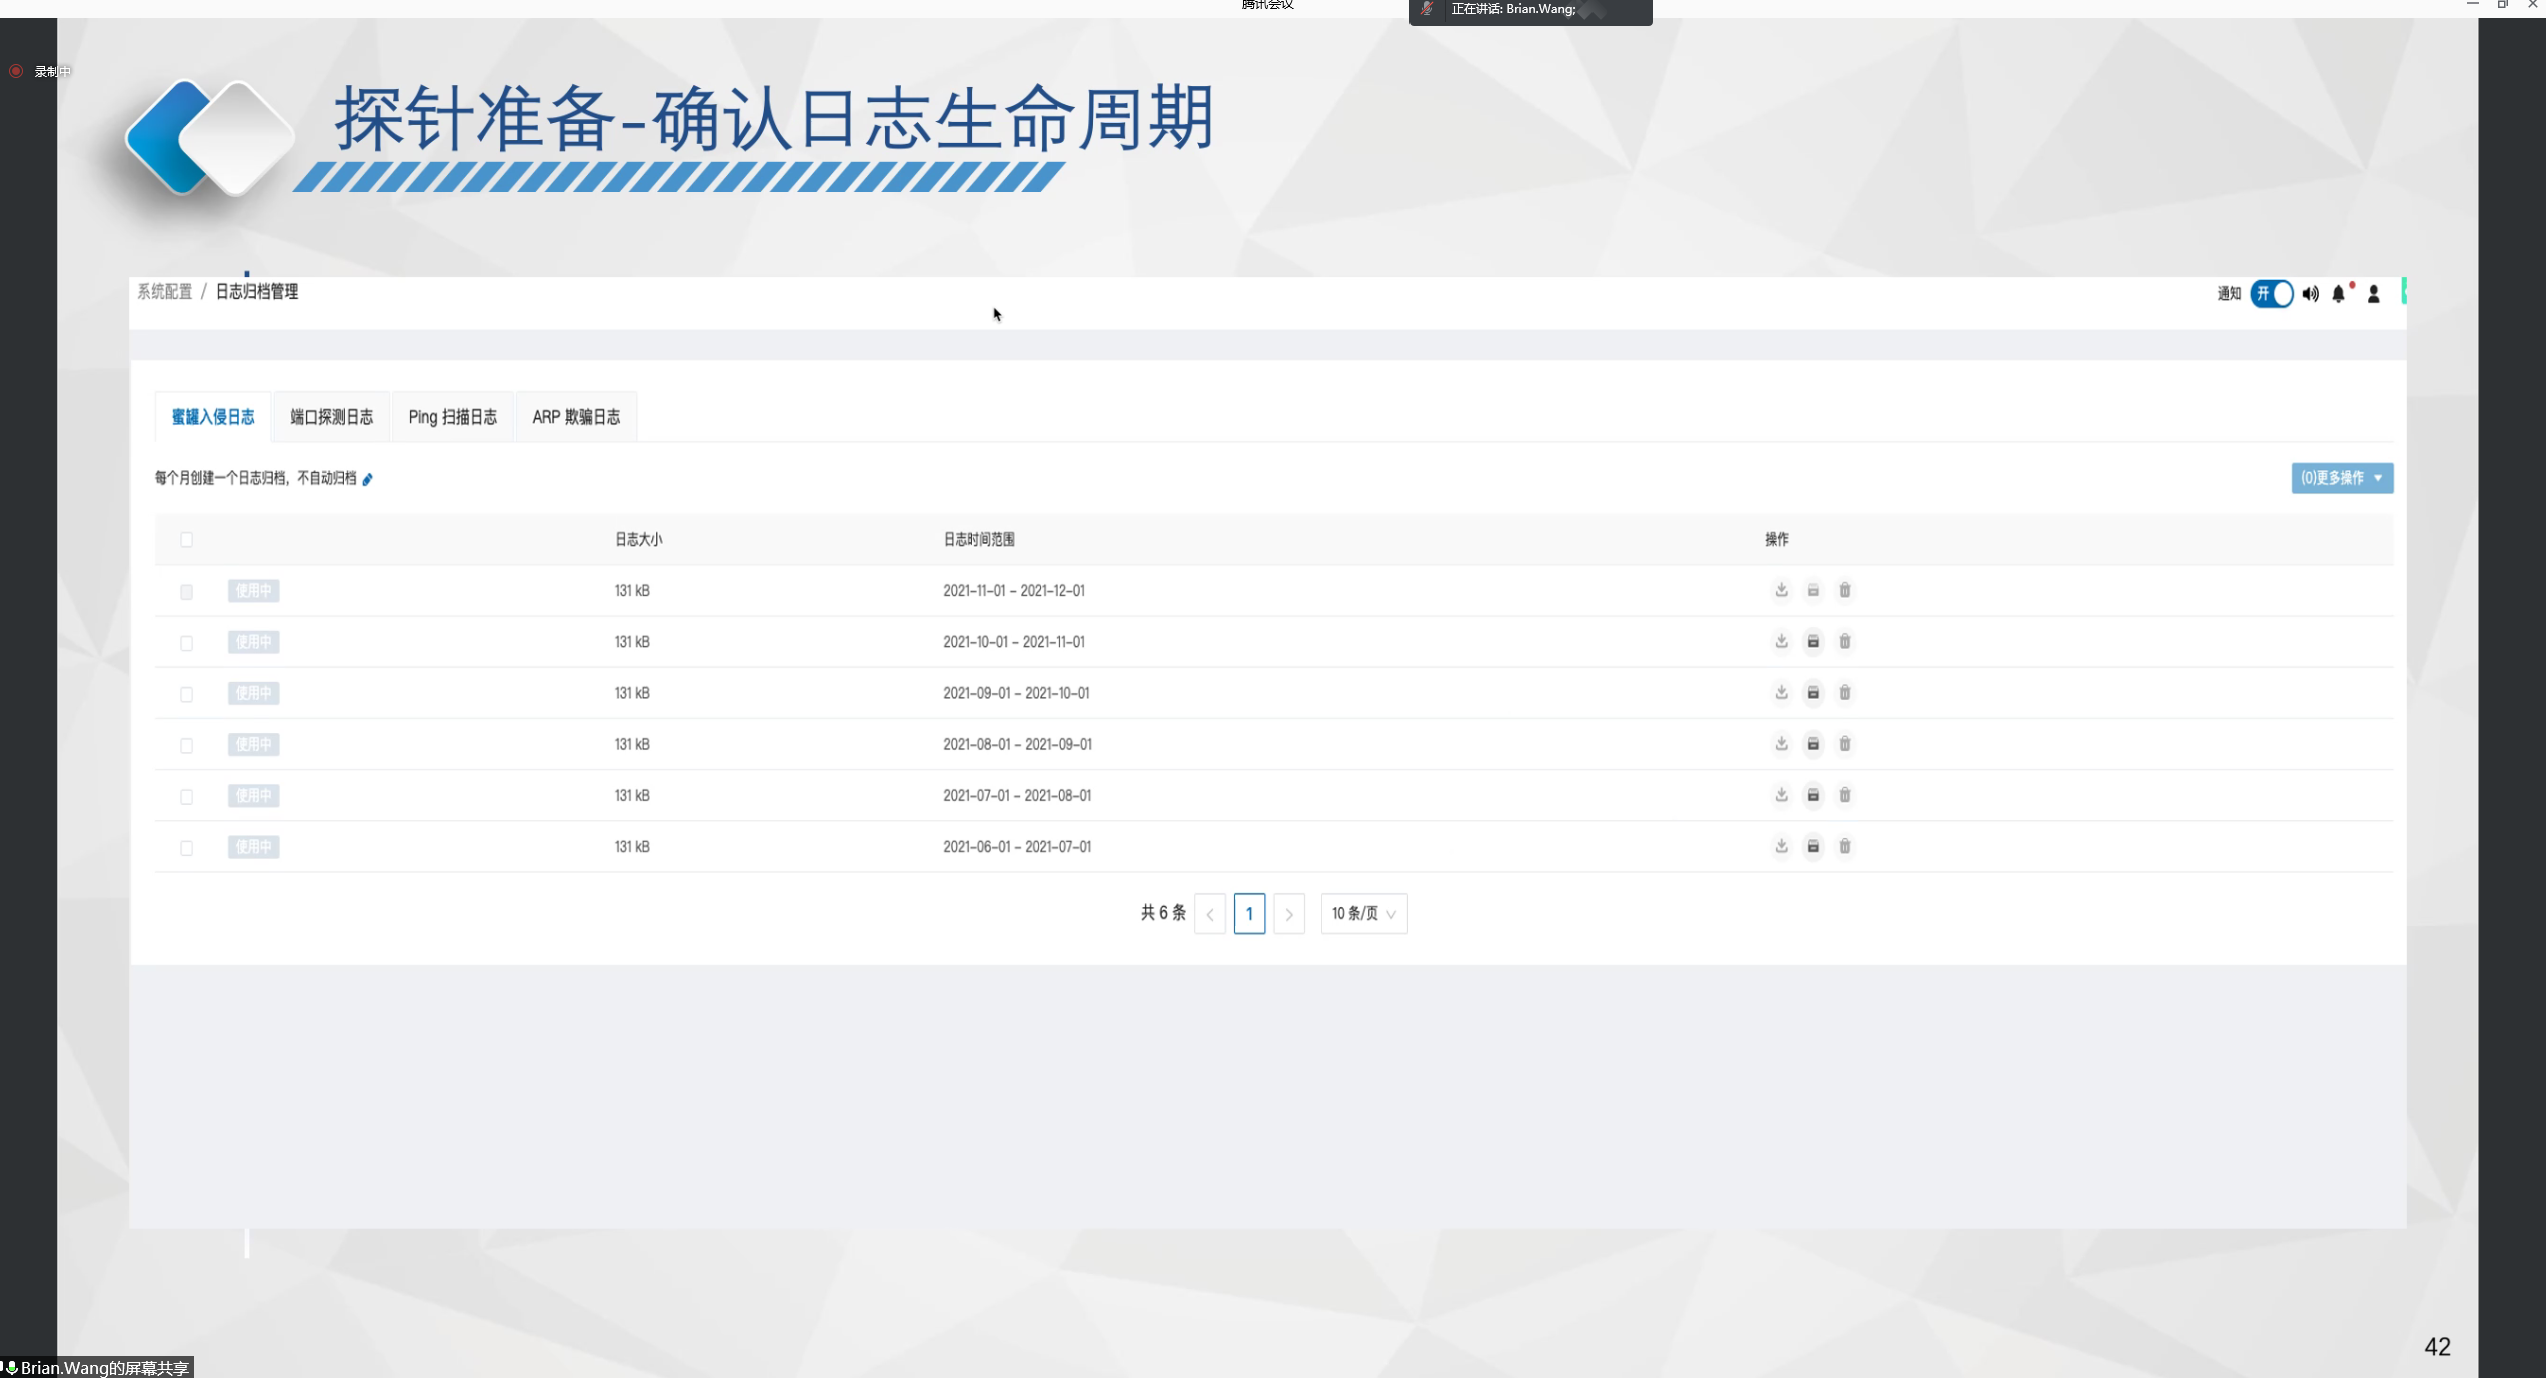 腾讯会议
正在讲话: Brian.Wang;
录制中
探针准备-确认日志生命周期
系统配置 / 日志归档管理
通知 开
蜜罐入侵日志 端口探测日志 Ping 扫描日志 ARP 欺骗日志
每个月创建一个日志归档，不自动归档
(0)更多操作
日志大小 日志时间范围 操作
使用中 131 kB 2021-11-01 - 2021-12-01
使用中 131 kB 2021-10-01 - 2021-11-01
使用中 131 kB 2021-09-01 - 2021-10-01
使用中 131 kB 2021-08-01 - 2021-09-01
使用中 131 kB 2021-07-01 - 2021-08-01
使用中 131 kB 2021-06-01 - 2021-07-01
共 6 条 1 10 条/页
42
Brian.Wang的屏幕共享